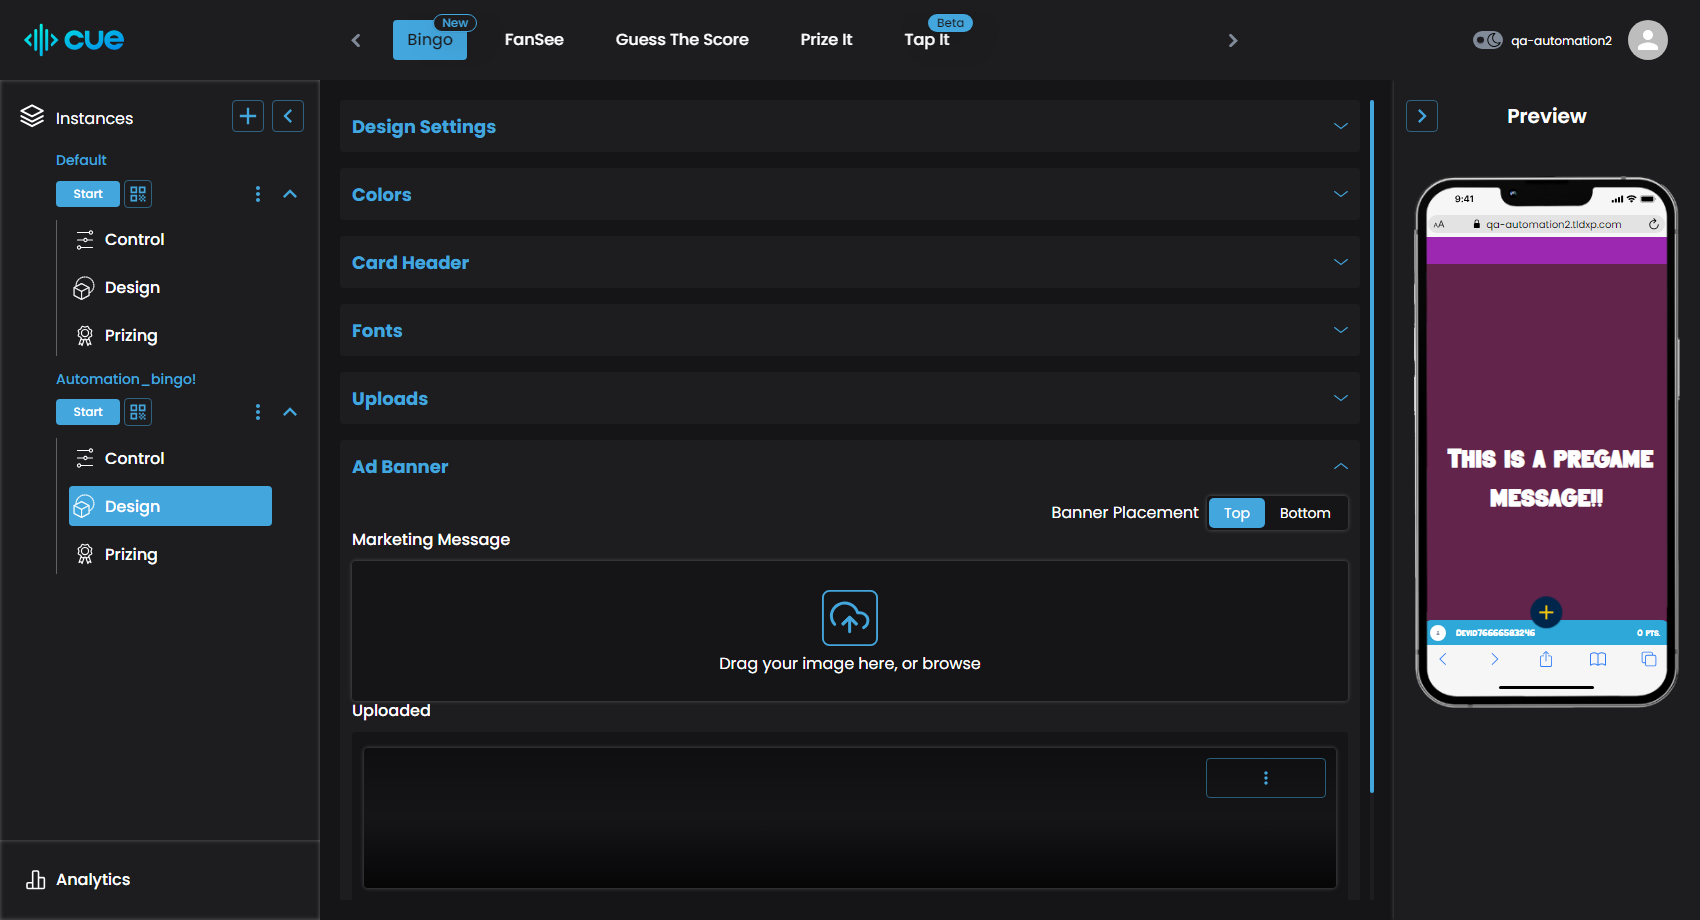 cue
Bingo
New
FanSee
Guess The Score
Prize It
Tap It
Beta
qa-automation2
Instances
Default
Start
Control
Design
Prizing
Automation_bingo!
Start
Control
Design
Prizing
Analytics
Design Settings
Colors
Card Header
Fonts
Uploads
Ad Banner
Banner Placement
Top
Bottom
Marketing Message
Drag your image here, or browse
Uploaded
Preview
9:41
AA
qa-automation2.tldxp.com
THIS IS A PREGAME
MESSAGE!!
DEVID76666583246
0 PTS.